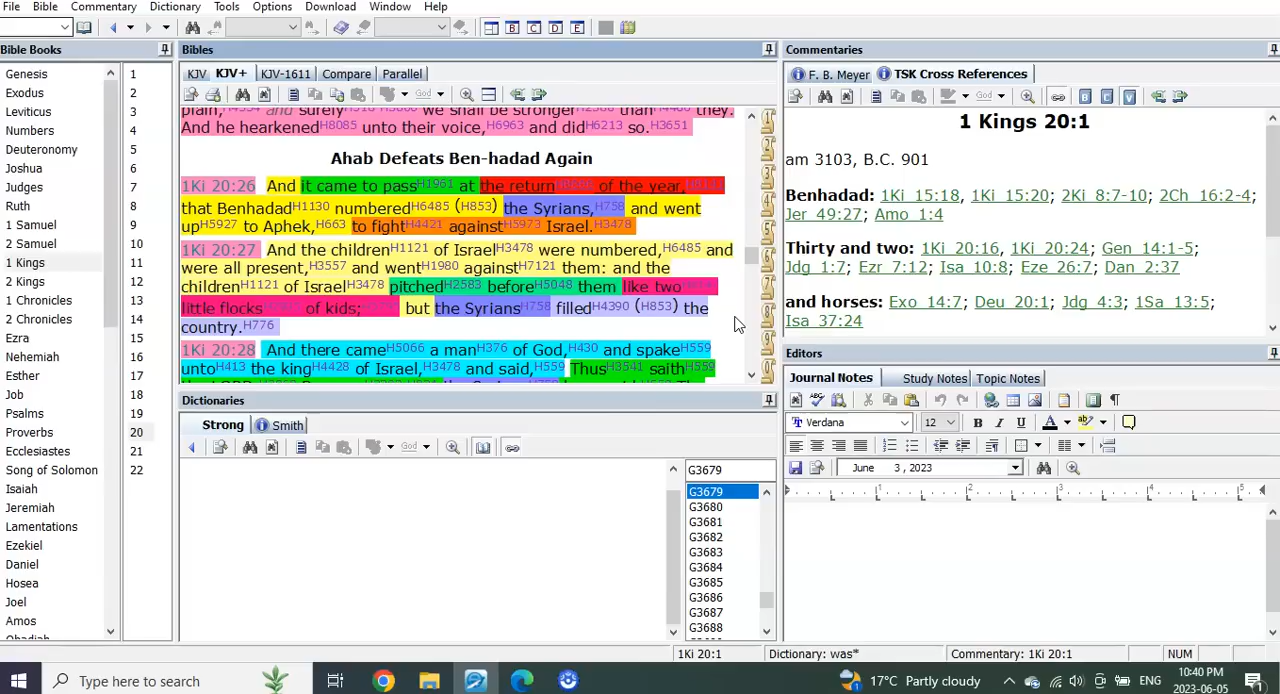 File Bible Commentary Dictionary Tools Options Download Window Help
Bible Books
Genesis
Exodus
Leviticus
Numbers
Deuteronomy
Joshua
Judges
Ruth
1 Samuel
2 Samuel
1 Kings
2 Kings
1 Chronicles
2 Chronicles
Ezra
Nehemiah
Esther
Job
Psalms
Proverbs
Ecclesiastes
Song of Solomon
Isaiah
Jeremiah
Lamentations
Ezekiel
Daniel
Hosea
Joel
Amos
Obadiah
1
2
3
4
5
6
7
8
9
10
11
12
13
14
15
16
17
18
19
20
21
22
Bibles
KJV KJV+ KJV-1611 Compare Parallel
plain, and surely we shall be stronger than they.
And he hearkened H8085 unto their voice, H6963 and did H6213 so. H3651
Ahab Defeats Ben-hadad Again
1Ki 20:26 And it came to pass H1961 at the return of the year,
that Benhadad H1130 numbered H6485 (H853) the Syrians, H758 and went
up H5927 to Aphek, H663 to fight H4421 against H5973 Israel. H3478
1Ki 20:27 And the children H1121 of Israel H3478 were numbered, H6485 and
were all present, H3557 and went H1980 against H7121 them: and the
children H1121 of Israel H3478 pitched H2583 before H5048 them like two
little flocks of kids; but the Syrians H758 filled H4390 (H853) the
country. H776
1Ki 20:28 And there came H5066 a man H376 of God, H430 and spake H559
unto H413 the king H4428 of Israel, H3478 and said, H559 Thus H3541 saith H559
Dictionaries
Strong Smith
God
G3679
G3679
G3680
G3681
G3682
G3683
G3684
G3685
G3686
G3687
G3688
Commentaries
F. B. Meyer TSK Cross References
God
1 Kings 20:1
am 3103, B.C. 901
Benhadad: 1Ki 15:18, 1Ki 15:20; 2Ki 8:7-10; 2Ch 16:2-4;
Jer 49:27; Amo 1:4
Thirty and two: 1Ki 20:16, 1Ki 20:24; Gen 14:1-5;
Jdg 1:7; Ezr 7:12; Isa 10:8; Eze 26:7; Dan 2:37
and horses: Exo 14:7; Deu 20:1; Jdg 4:3; 1Sa 13:5;
Isa 37:24
Editors
Journal Notes Study Notes Topic Notes
Verdana 12 B I U A
June 3, 2023
1 2 3 4 5
1Ki 20:1 Dictionary: was* Commentary: 1Ki 20:1 NUM
Type here to search
17°C Partly cloudy ENG
10:40 PM
2023-06-05